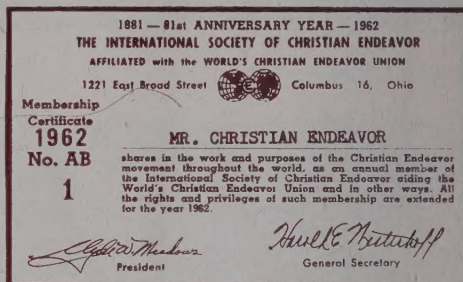 1881 — 81st ANNIVERSARY YEAR — 1962
THE INTERNATIONAL SOCIETY OF CHRISTIAN ENDEAVOR
AFFILIATED with the WORLD'S CHRISTIAN ENDEAVOR UNION
1221 East Broad Street Columbus 16, Ohio
Membership
Certificate
1962
No. AB
1
MR. CHRISTIAN ENDEAVOR
shares in the work and purposes of the Christian Endeavor
movement throughout the world, as an annual member of
the International Society of Christian Endeavor aiding the
World's Christian Endeavor Union and in other ways. All
the rights and privileges of such membership are extended
for the year 1962.
Clyde W. Meadows
President
Harold E. Westerhoff
General Secretary